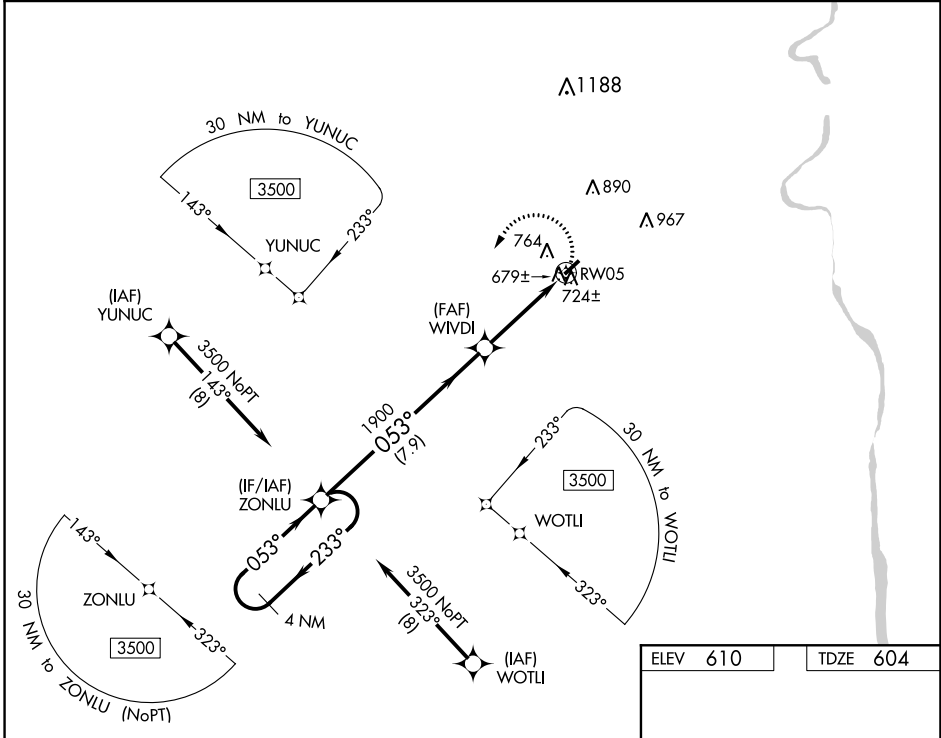 1188
30 NM to YUNUC
3500
143°
233°
YUNUC
890
967
764
679±
RW05
724±
(IAF)
YUNUC
3500 NoPT
143°
(8)
(FAF)
WIVDI
1900
053°
(7.9)
(IF/IAF)
ZONLU
053°
233°
4 NM
233°
30 NM to WOTLI
3500
WOTLI
323°
143°
ZONLU
3500
323°
30 NM to ZONLU (NoPT)
3500 NoPT
323°
(8)
(IAF)
WOTLI
ELEV 610
TDZE 604